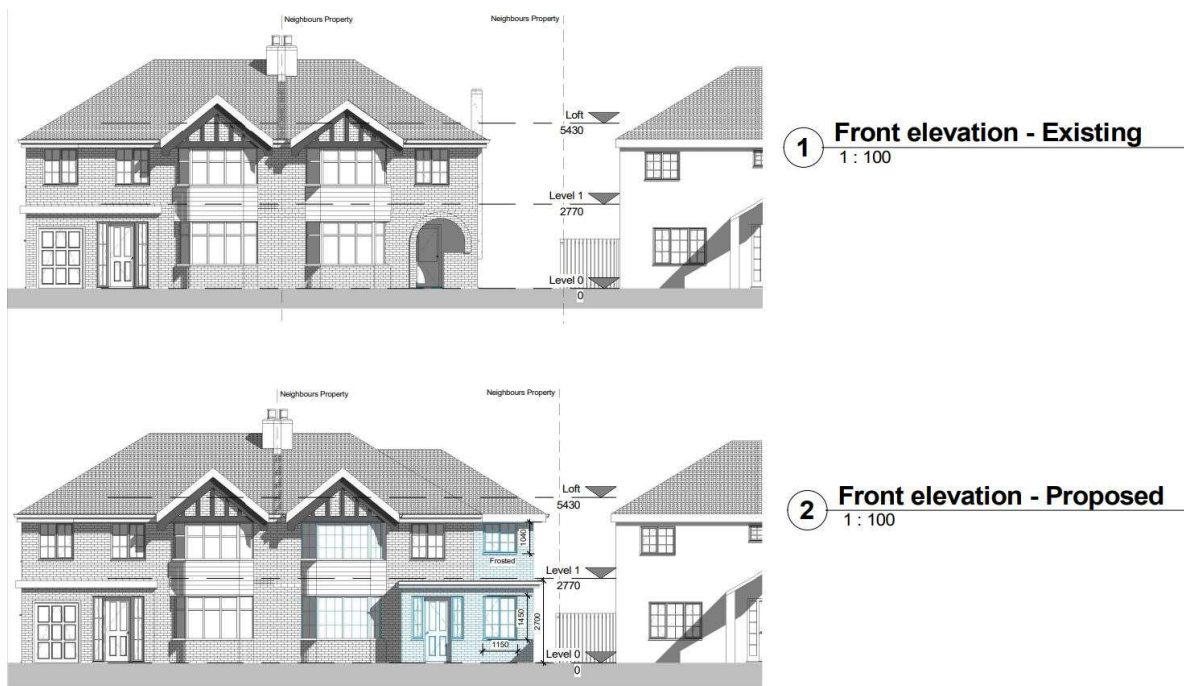 Neighbours Property
Neighbours Property
Loft
5430
Level 1
2770
Level 0
0
1
Front elevation - Existing
1 : 100
Neighbours Property
Neighbours Property
Loft
5430
1040
Frosted
Level 1
2770
1450
2700
1150
Level 0
0
2
Front elevation - Proposed
1 : 100